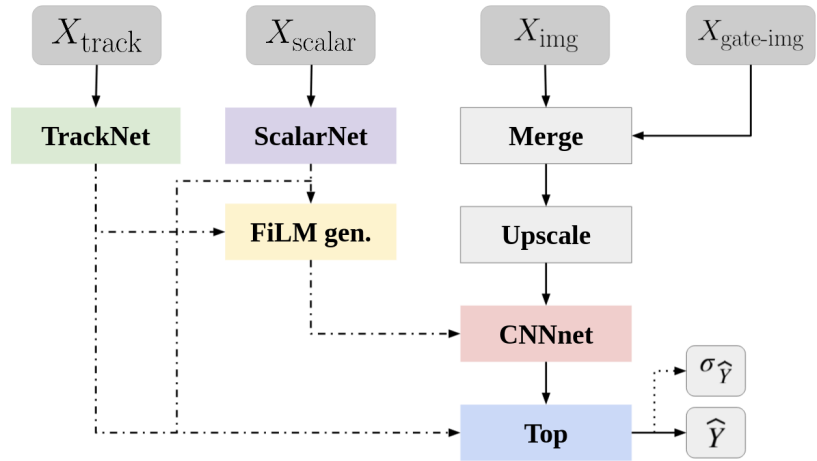 X_track X_scalar X_img X_gate-img
TrackNet ScalarNet Merge
FiLM gen. Upscale
CNNnet
σ_Ŷ
Top Ŷ